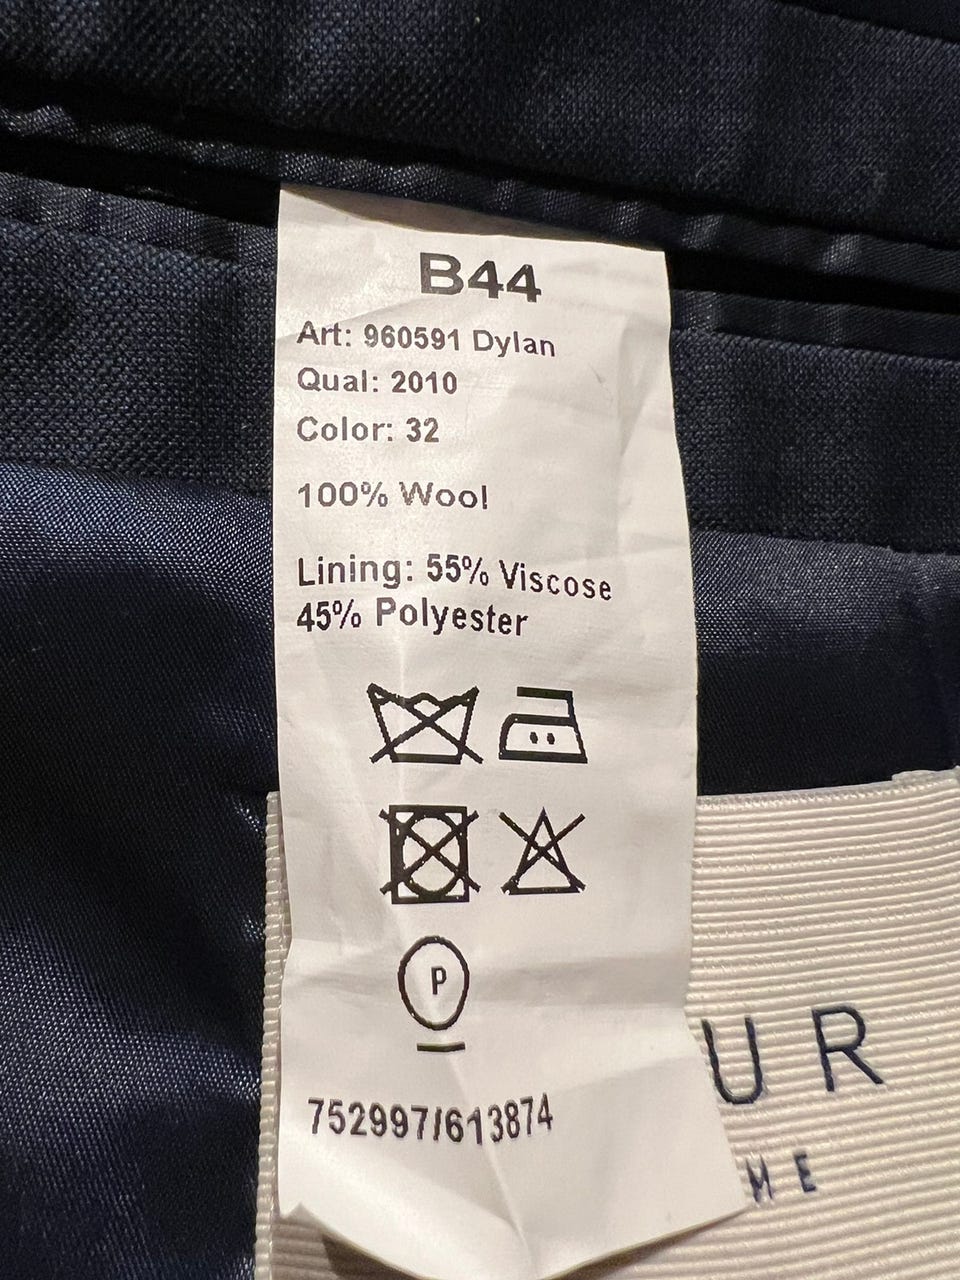 B44
Art: 960591 Dylan
Qual: 2010
Color: 32
100% Wool
Lining: 55% Viscose
45% Polyester
P
752997/613874
UR
ME